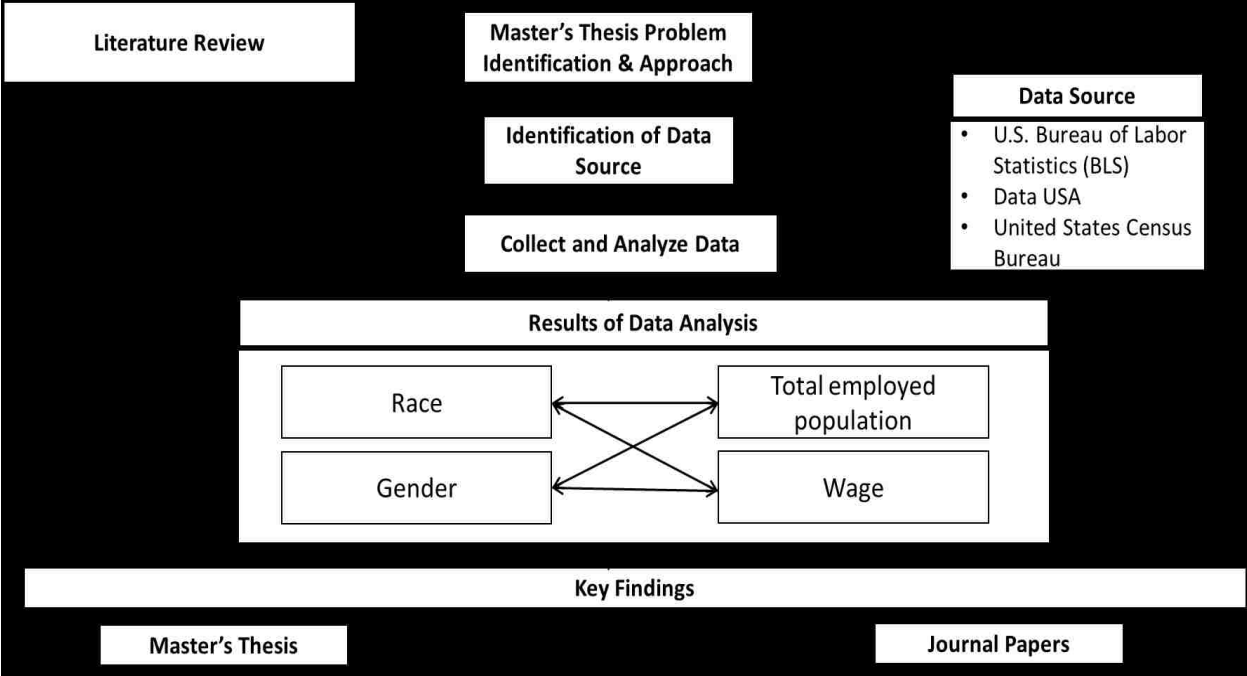 Literature Review
Master’s Thesis Problem
Identification & Approach
Data Source
Identification of Data
Source
• U.S. Bureau of Labor
Statistics (BLS)
• Data USA
• United States Census
Bureau
Collect and Analyze Data
Results of Data Analysis
Race
Total employed
population
Gender
Wage
Key Findings
Master’s Thesis
Journal Papers